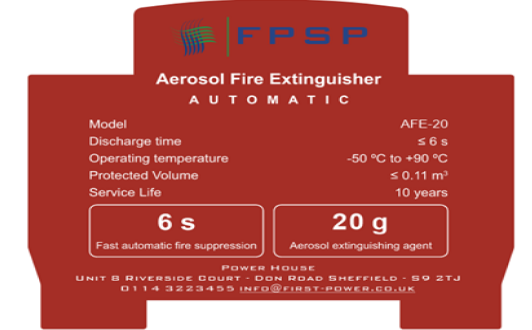 FPSP
Aerosol Fire Extinguisher
AUTOMATIC
Model AFE-20
Discharge time ≤ 6 s
Operating temperature -50 ºC to +90 ºC
Protected Volume ≤ 0.11 m³
Service Life 10 years
6 s 20 g
Fast automatic fire suppression Aerosol extinguishing agent
POWER HOUSE
UNIT 8 RIVERSIDE COURT - DON ROAD SHEFFIELD - S9 2TJ
0114 3223455 INFO@FIRST-POWER.CO.UK